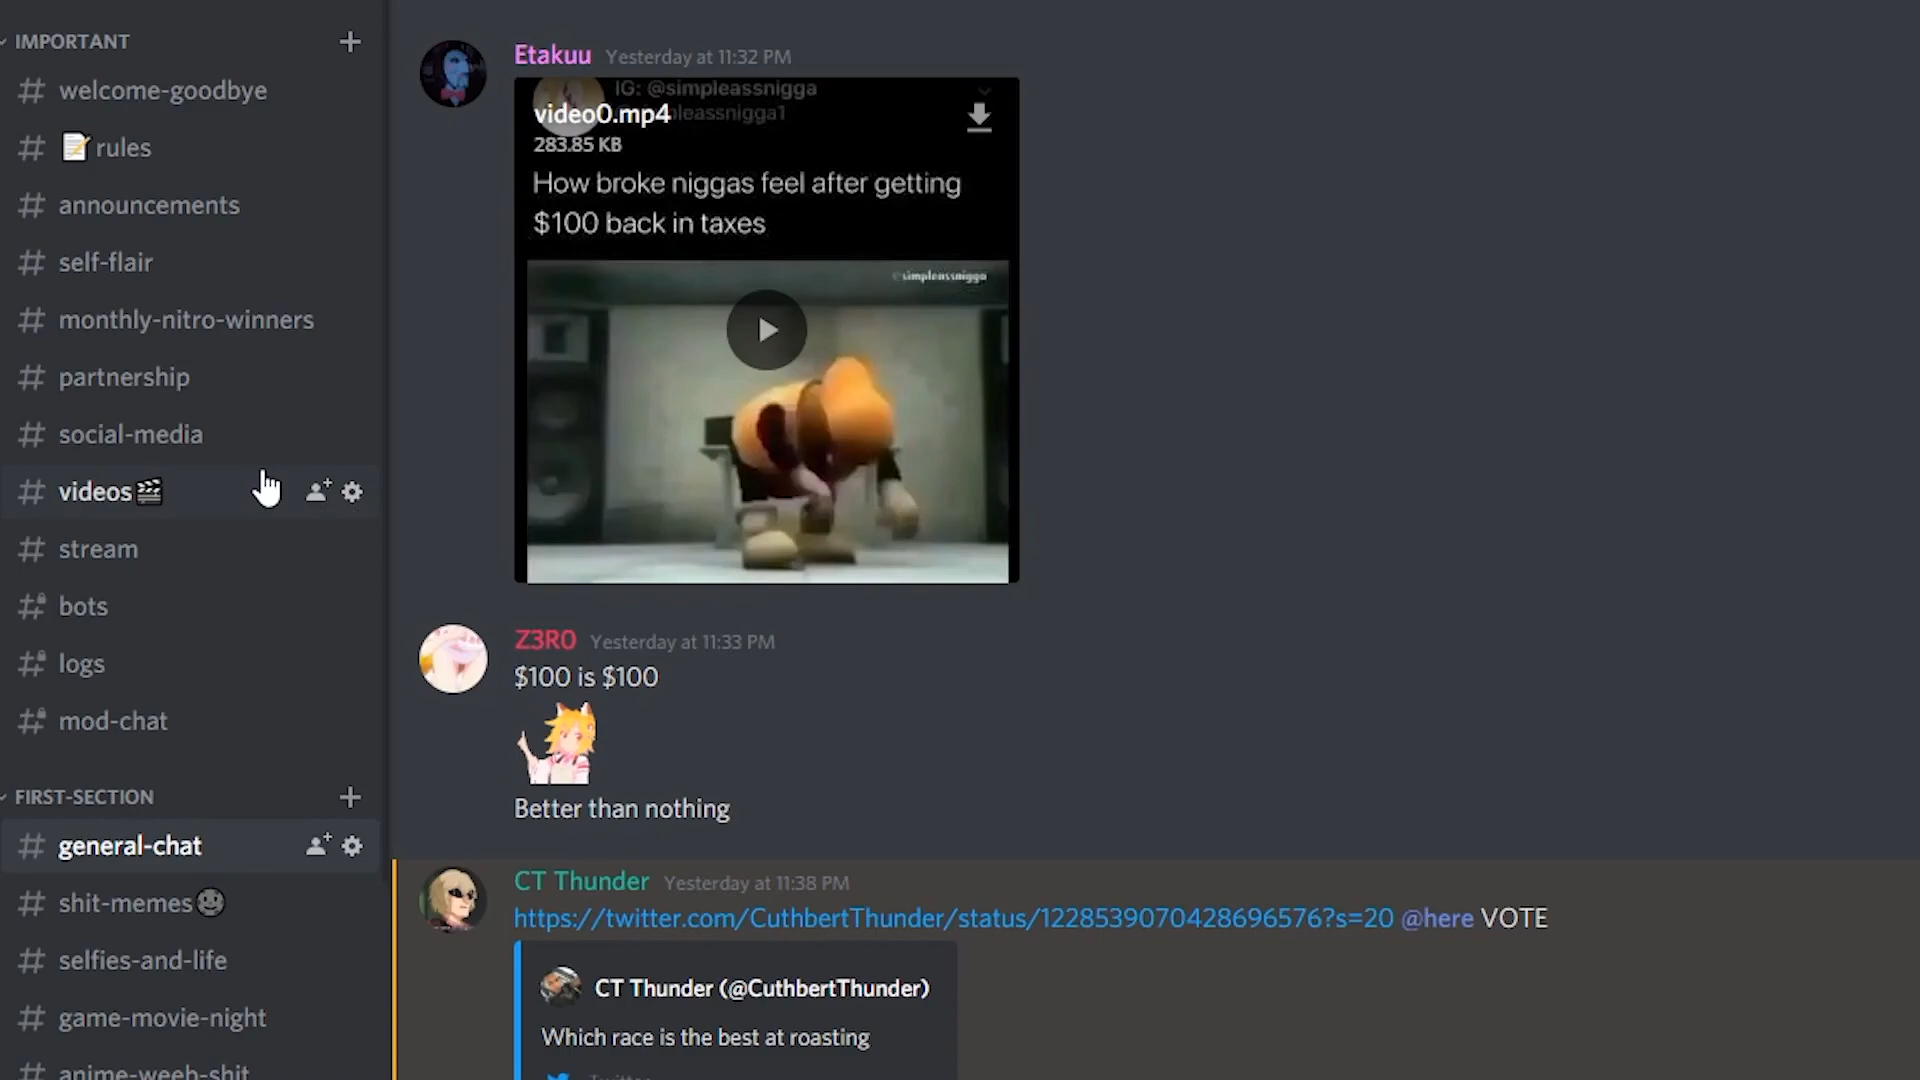 IMPORTANT
welcome-goodbye
rules
announcements
self-flair
monthly-nitro-winners
partnership
social-media
videos
stream
bots
logs
mod-chat
FIRST-SECTION
general-chat
shit-memes
selfies-and-life
game-movie-night
anime-weeb-shit
Etakuu Yesterday at 11:32 PM
IG: @simpleassnigga
video0.mp4 pleassnigga1
283.85 KB
How broke niggas feel after getting
$100 back in taxes
@simpleassnigga
Z3R0 Yesterday at 11:33 PM
$100 is $100
Better than nothing
CT Thunder Yesterday at 11:38 PM
https://twitter.com/CuthbertThunder/status/1228539070428696576?s=20 @here VOTE
CT Thunder (@CuthbertThunder)
Which race is the best at roasting
Twitter